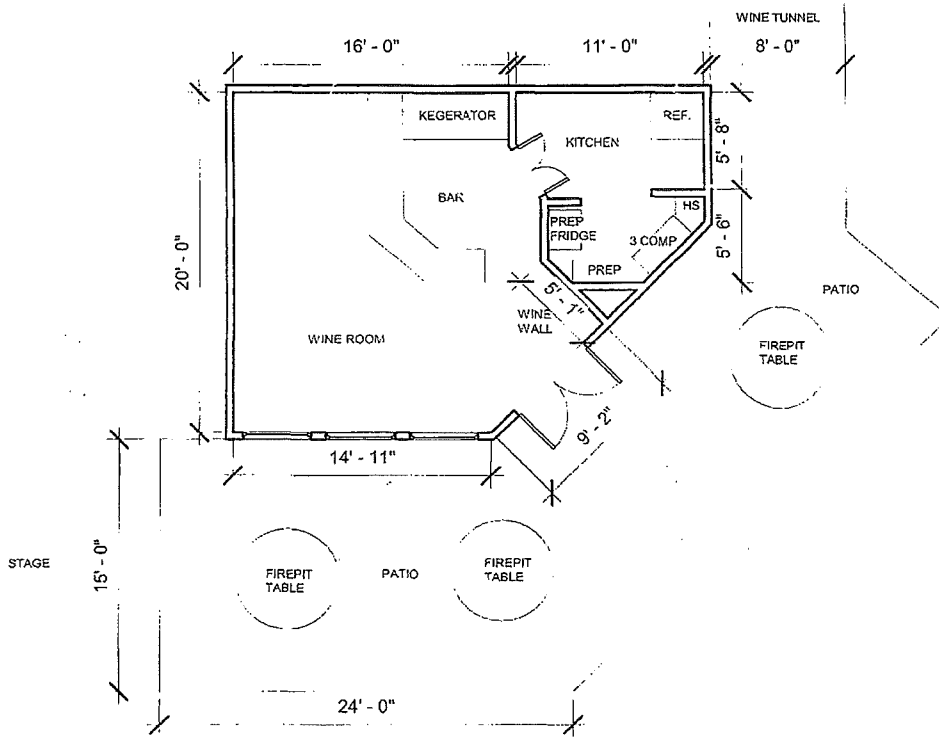 WINE TUNNEL
16' - 0"
11' - 0"
8' - 0"
KEGERATOR
REF.
KITCHEN
5' - 8"
BAR
HS
PREP
FRIDGE
3 COMP
5' - 6"
PREP
20' - 0"
5' - 1"
PATIO
WINE
WALL
WINE ROOM
FIREPIT
TABLE
9' - 2"
14' - 11"
STAGE
15' - 0"
FIREPIT
TABLE
PATIO
FIREPIT
TABLE
24' - 0"